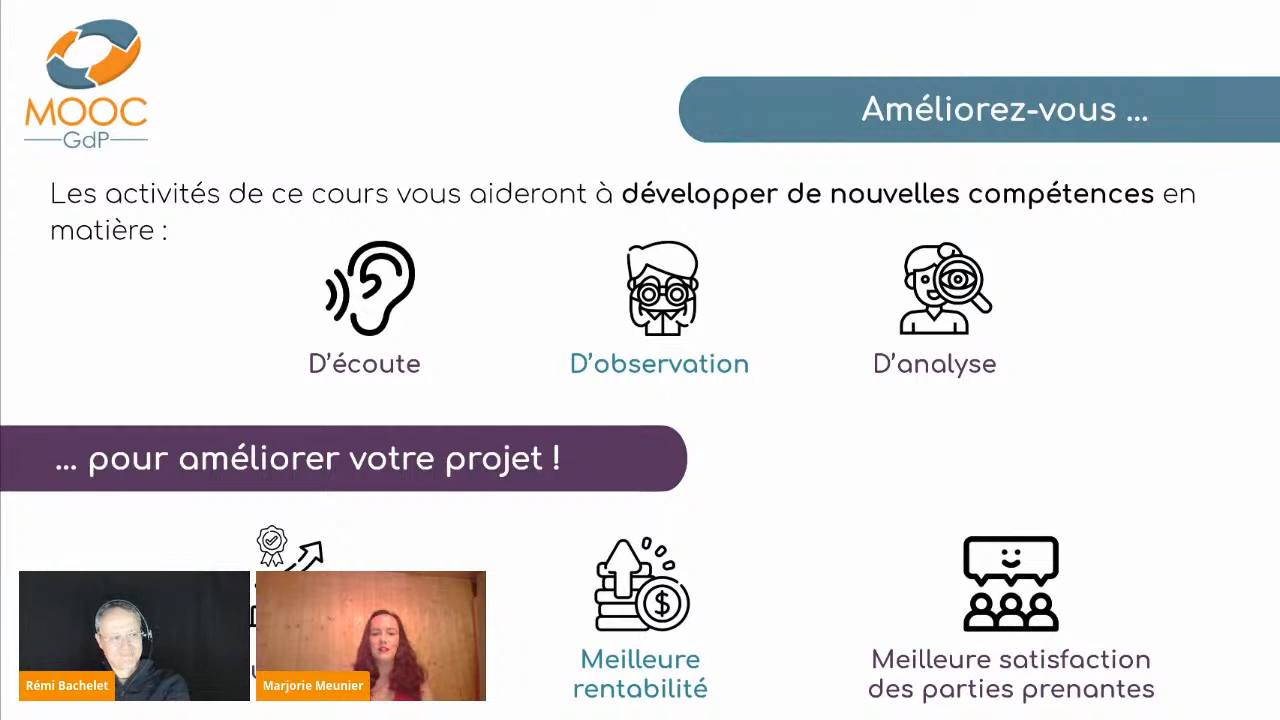 MOOC
GdP
Améliorez-vous ...
Les activités de ce cours vous aideront à développer de nouvelles compétences en
matière :
D'écoute
D'observation
D'analyse
... pour améliorer votre projet !
$
Rémi Bachelet
Marjorie Meunier
Meilleure
rentabilité
Meilleure satisfaction
des parties prenantes